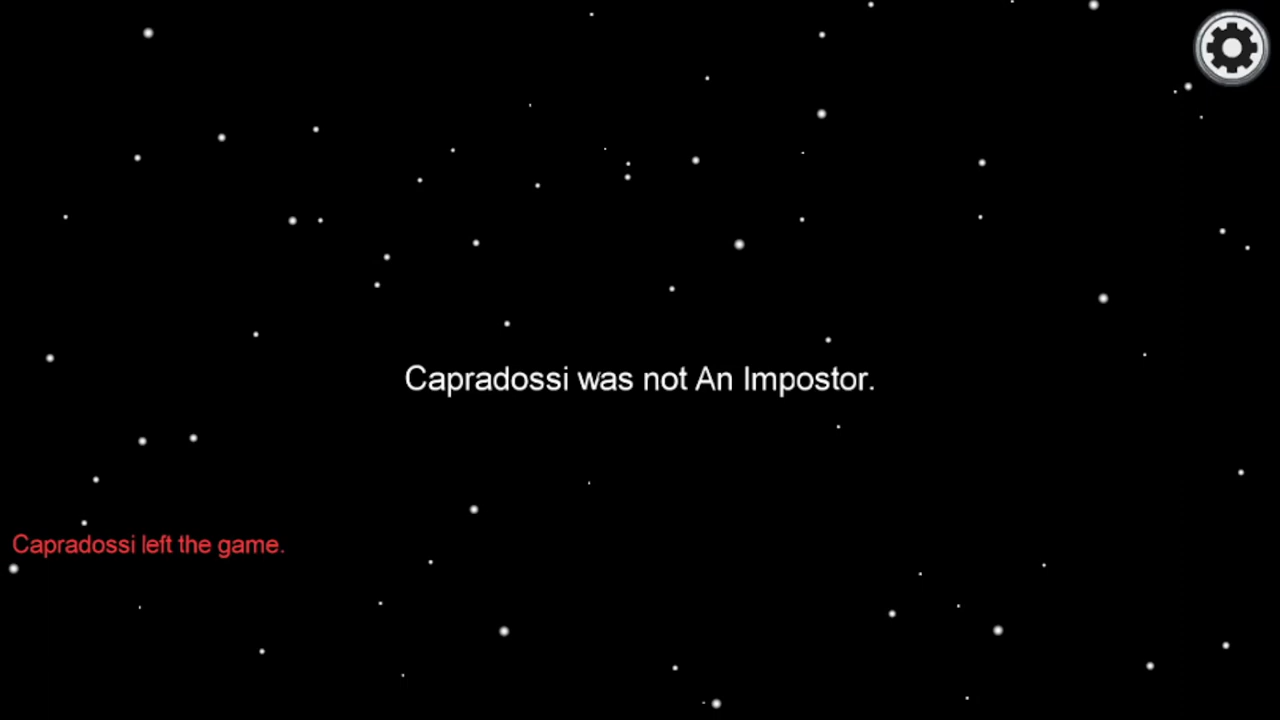 Capradossi was not An Impostor.
Capradossi left the game.